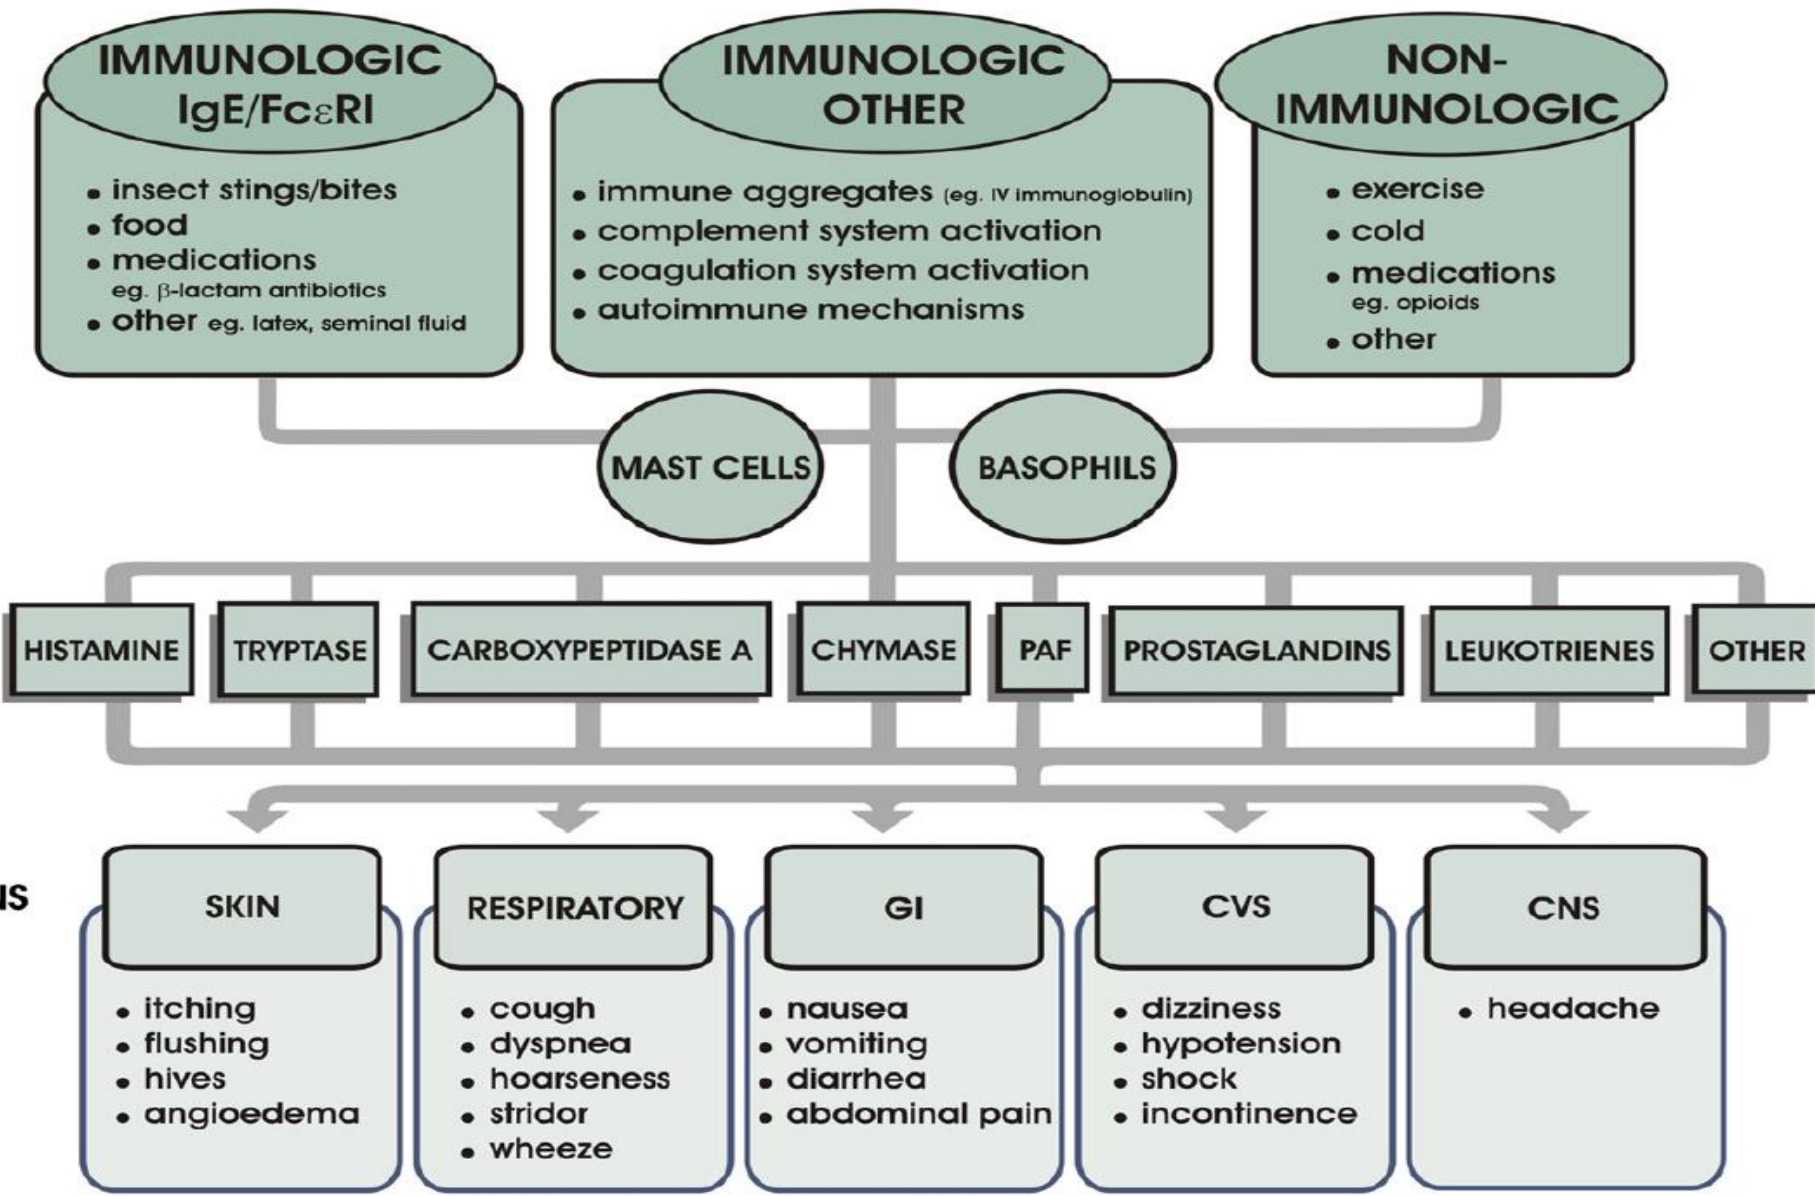 IMMUNOLOGIC
IgE/FcεRI
• insect stings/bites
• food
• medications
eg. β-lactam antibiotics
• other eg. latex, seminal fluid
IMMUNOLOGIC
OTHER
• immune aggregates (eg. IV immunoglobulin)
• complement system activation
• coagulation system activation
• autoimmune mechanisms
NON-
IMMUNOLOGIC
• exercise
• cold
• medications
eg. opioids
• other
MAST CELLS
BASOPHILS
HISTAMINE
TRYPTASE
CARBOXYPEPTIDASE A
CHYMASE
PAF
PROSTAGLANDINS
LEUKOTRIENES
OTHER
SKIN
• itching
• flushing
• hives
• angioedema
RESPIRATORY
• cough
• dyspnea
• hoarseness
• stridor
• wheeze
GI
• nausea
• vomiting
• diarrhea
• abdominal pain
CVS
• dizziness
• hypotension
• shock
• incontinence
CNS
• headache